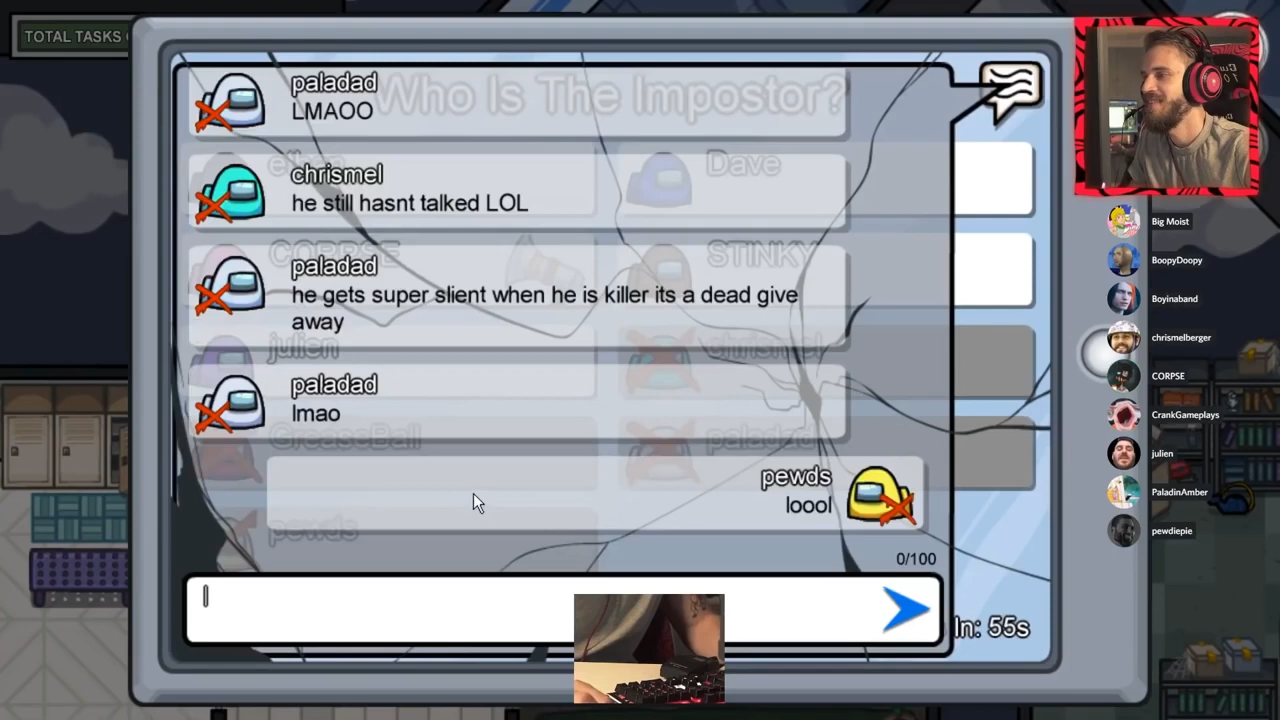 TOTAL TASKS
Who Is The Impostor?
paladad
LMAOO
chrismel
he still hasnt talked LOL
Dave
CORPSE
STINKY
paladad
he gets super slient when he is killer its a dead give
away
julien
chrismel
paladad
lmao
GreaseBall
paladad
pewds
loool
pewds
0/100
In: 55s
Big Moist
BoopyDoopy
Boyinaband
chrismelberger
CORPSE
CrankGameplays
julien
PaladinAmber
pewdiepie